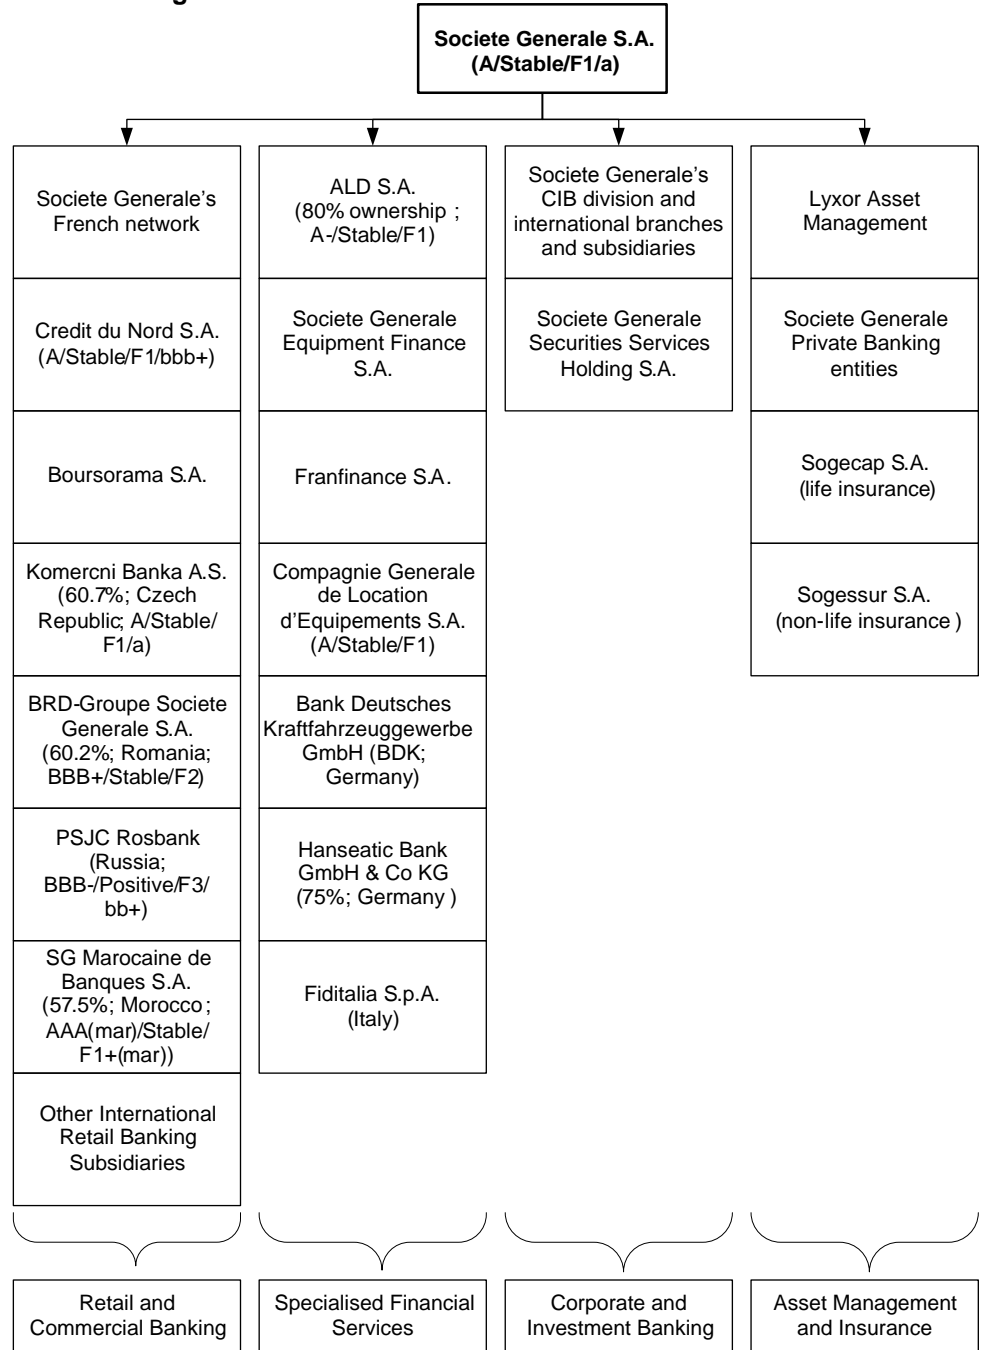 Societe Generale S.A.
(A/Stable/F1/a)
Societe Generale's
French network
Credit du Nord S.A.
(A/Stable/F1/bbb+)
Boursorama S.A.
Komercni Banka A.S.
(60.7%; Czech
Republic; A/Stable/
F1/a)
BRD-Groupe Societe
Generale S.A.
(60.2%; Romania;
BBB+/Stable/F2)
PSJC Rosbank
(Russia;
BBB-/Positive/F3/
bb+)
SG Marocaine de
Banques S.A.
(57.5%; Morocco;
AAA(mar)/Stable/
F1+(mar))
Other International
Retail Banking
Subsidiaries
Retail and
Commercial Banking
ALD S.A.
(80% ownership ;
A-/Stable/F1)
Societe Generale
Equipment Finance
S.A.
Franfinance S.A.
Compagnie Generale
de Location
d'Equipements S.A.
(A/Stable/F1)
Bank Deutsches
Kraftfahrzeuggewerbe
GmbH (BDK;
Germany)
Hanseatic Bank
GmbH & Co KG
(75%; Germany )
Fiditalia S.p.A.
(Italy)
Specialised Financial
Services
Societe Generale's
CIB division and
international branches
and subsidiaries
Societe Generale
Securities Services
Holding S.A.
Corporate and
Investment Banking
Lyxor Asset
Management
Societe Generale
Private Banking
entities
Sogecap S.A.
(life insurance)
Sogessur S.A.
(non-life insurance )
Asset Management
and Insurance